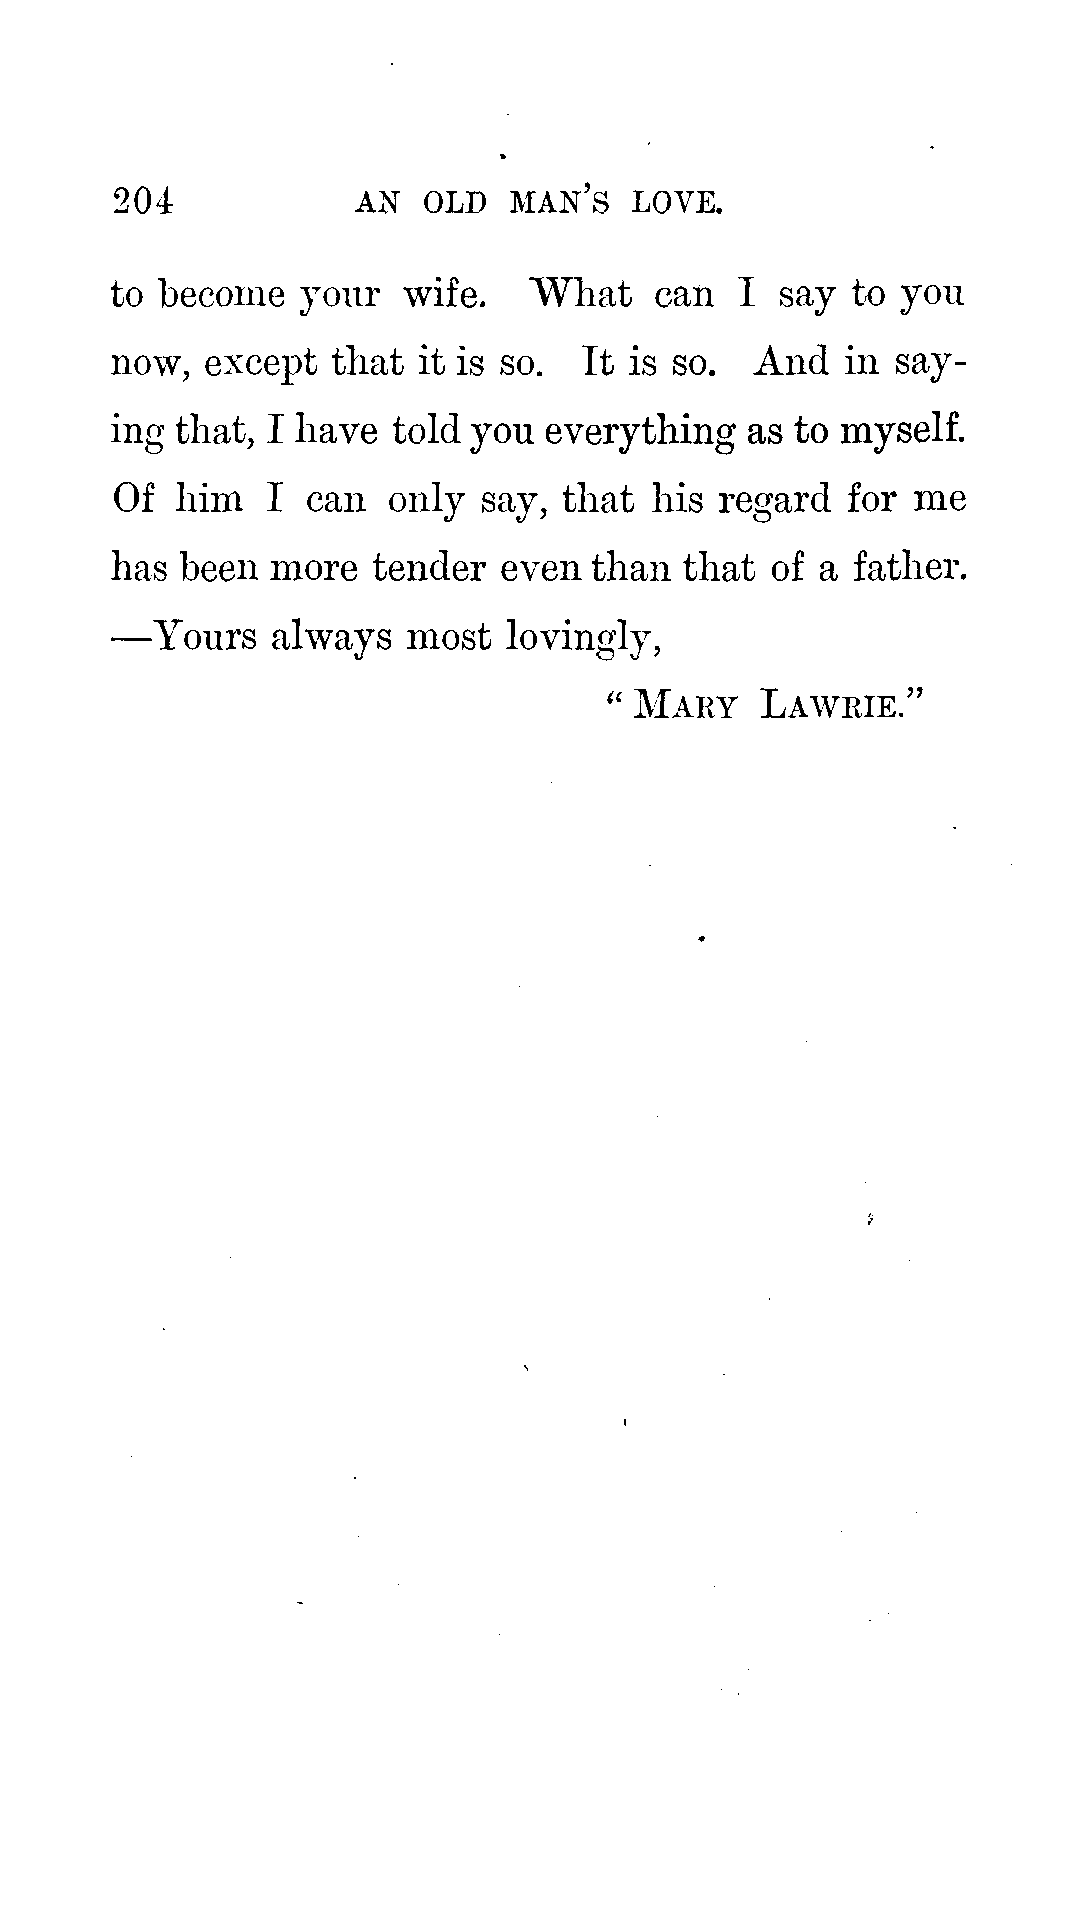 204 AN OLD MAN'S LOVE.
to become your wife. What can I say to you
now, except that it is so. It is so. And in say-
ing that, I have told you everything as to myself.
Of him I can only say, that his regard for me
has been more tender even than that of a father.
—Yours always most lovingly,
“MARY LAWRIE.”